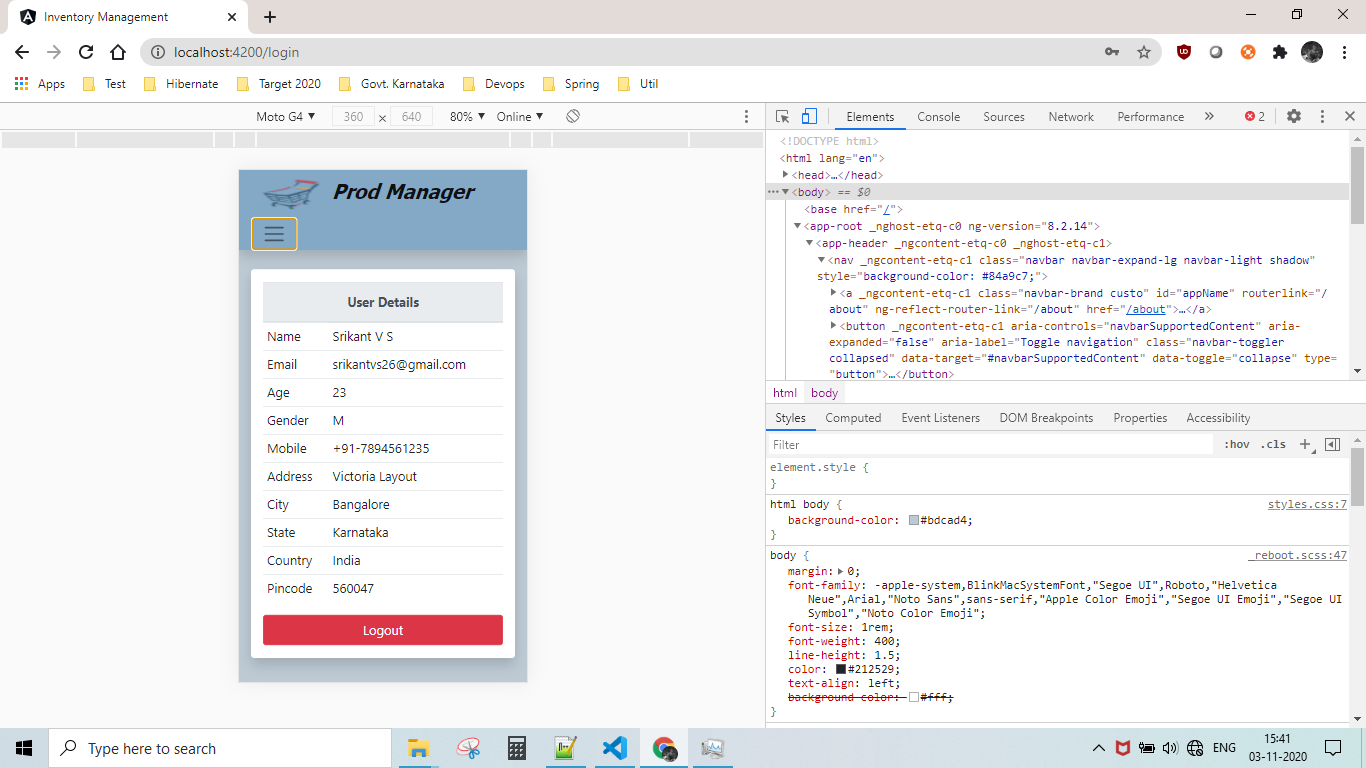 Inventory Management
localhost:4200/login
Apps Test Hibernate Target 2020 Govt. Karnataka Devops Spring Util
Moto G4 ▼ 360 × 640 80% ▼ Online ▼
Elements Console Sources Network Performance » 2
Prod Manager
User Details
Name Srikant V S
Email srikantvs26@gmail.com
Age 23
Gender M
Mobile +91-7894561235
Address Victoria Layout
City Bangalore
State Karnataka
Country India
Pincode 560047
Logout
<!DOCTYPE html>
<html lang="en">
<head>…</head>
<body> == $0
<base href="/">
<app-root _nghost-etq-c0 ng-version="8.2.14">
<app-header _ngcontent-etq-c0 _nghost-etq-c1>
<nav _ngcontent-etq-c1 class="navbar navbar-expand-lg navbar-light shadow"
style="background-color: #84a9c7;">
<a _ngcontent-etq-c1 class="navbar-brand custo" id="appName" routerlink="/
about" ng-reflect-router-link="/about" href="/about">…</a>
<button _ngcontent-etq-c1 aria-controls="navbarSupportedContent" aria-
expanded="false" aria-label="Toggle navigation" class="navbar-toggler
collapsed" data-target="#navbarSupportedContent" data-toggle="collapse" type=
"button">…</button>
html body
Styles Computed Event Listeners DOM Breakpoints Properties Accessibility
Filter :hov .cls +
element.style {
}
html body { styles.css:7
background-color: #bdcad4;
}
body { _reboot.scss:47
margin: 0;
font-family: -apple-system,BlinkMacSystemFont,"Segoe UI",Roboto,"Helvetica
Neue",Arial,"Noto Sans",sans-serif,"Apple Color Emoji","Segoe UI Emoji","Segoe UI
Symbol","Noto Color Emoji";
font-size: 1rem;
font-weight: 400;
line-height: 1.5;
color: #212529;
text-align: left;
background-color: #fff;
}
Type here to search
ENG
15:41
03-11-2020